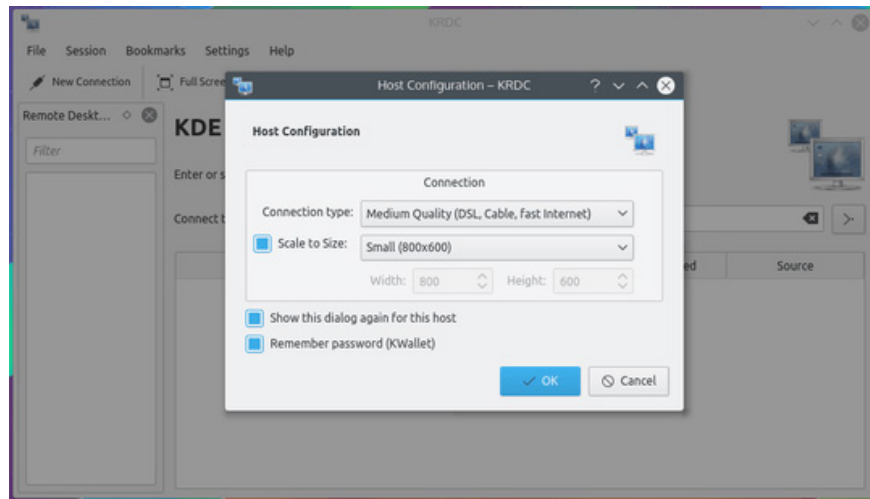 KRDC
File Session Bookmarks Settings Help
New Connection Full Scree
Host Configuration – KRDC
Remote Deskt...
Filter
KDE
Enter or s
Connect t
ed Source
Host Configuration
Connection
Connection type: Medium Quality (DSL, Cable, fast Internet)
Scale to Size: Small (800x600)
Width: 800 Height: 600
Show this dialog again for this host
Remember password (KWallet)
OK Cancel